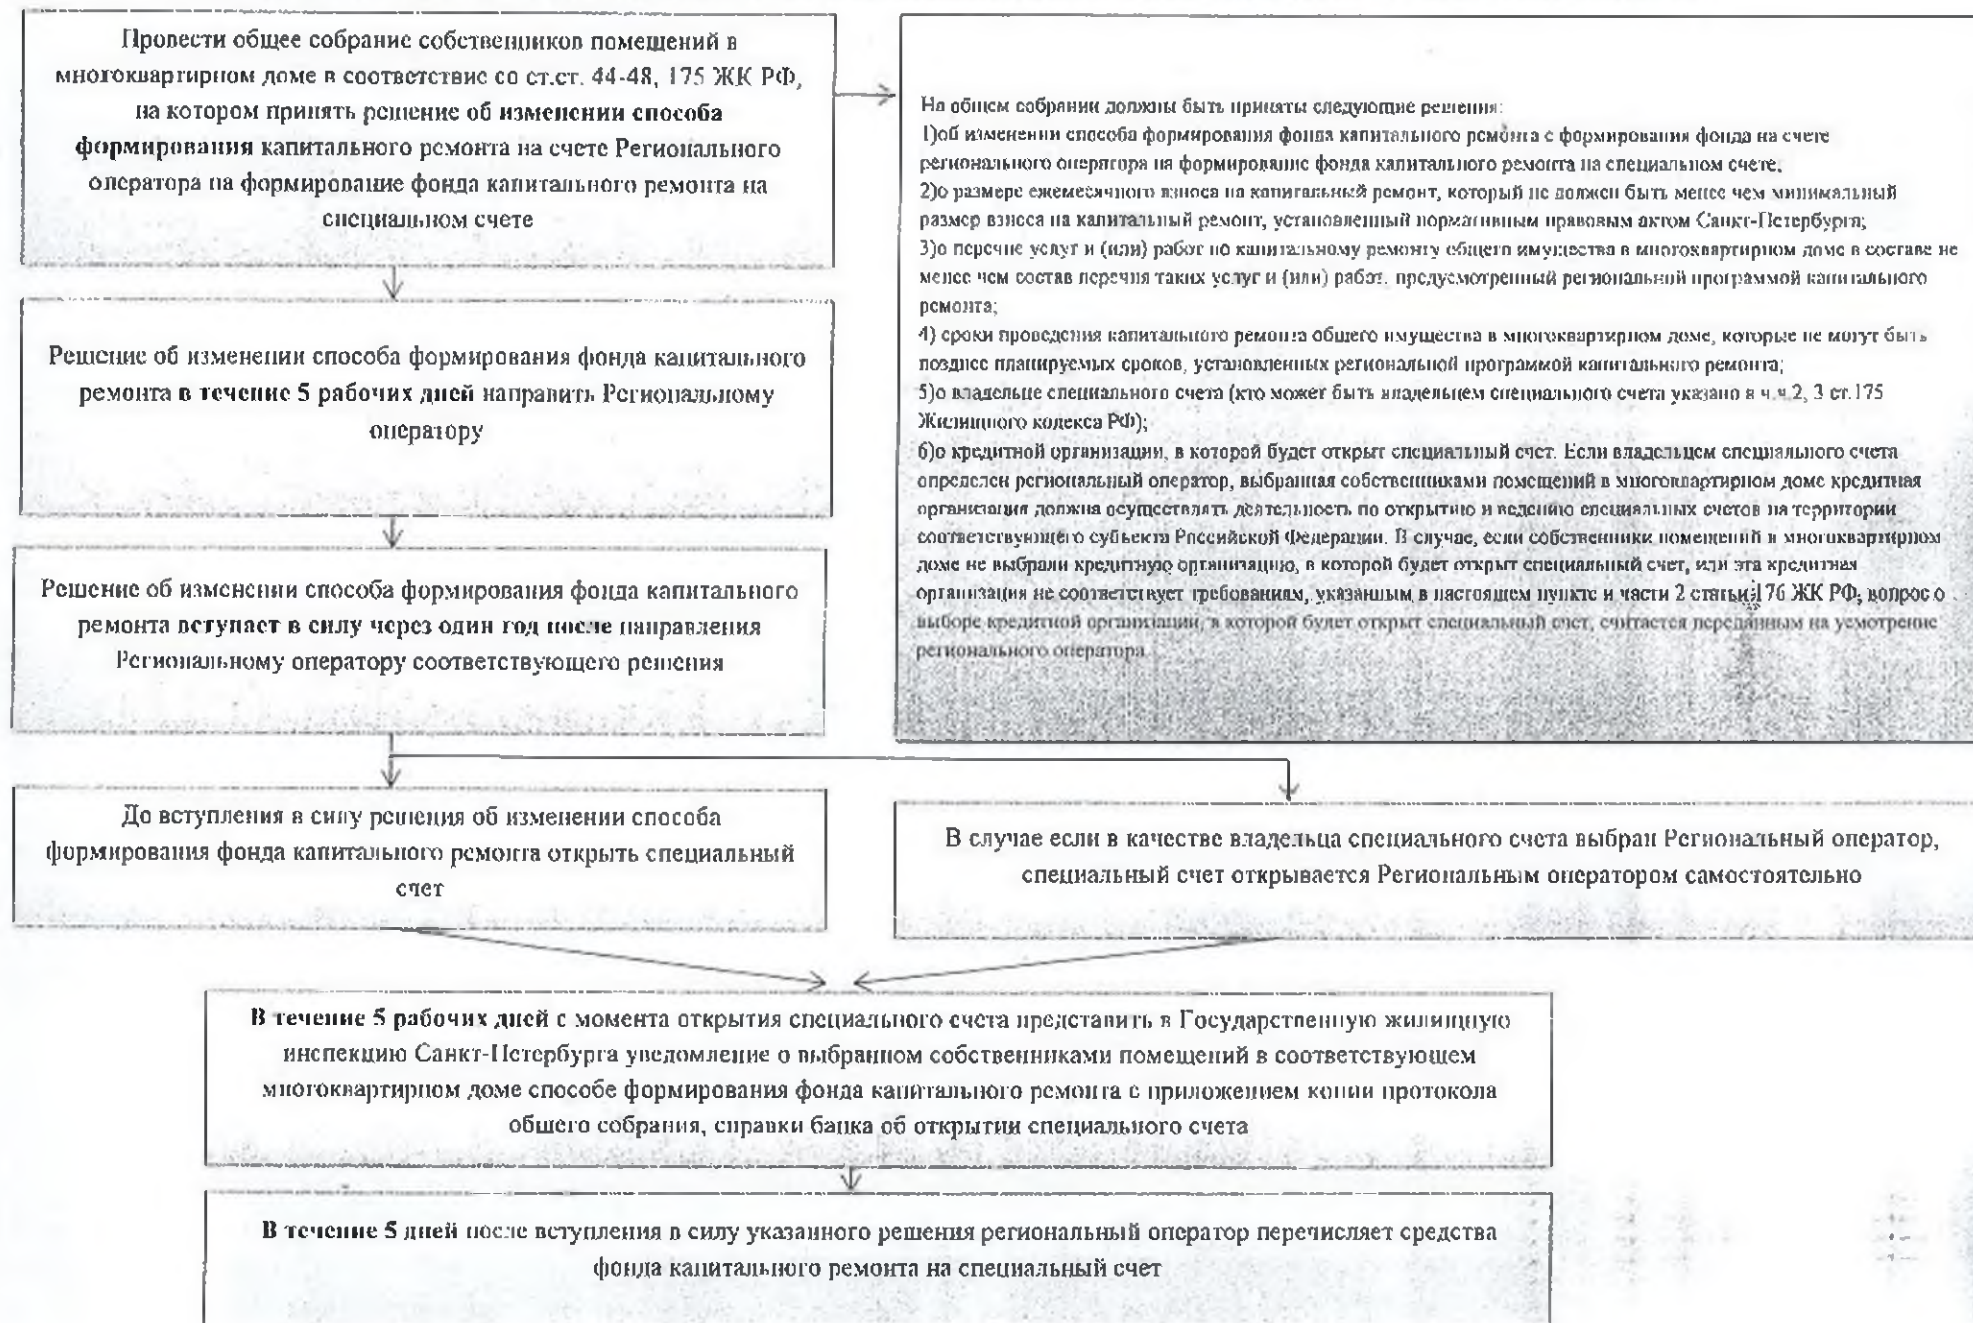 Провести общее собрание собственников помещений в
многоквартирном доме в соответствие со ст.ст. 44-48, 175 ЖК РФ,
на котором принять решение об изменении способа
формирования капитального ремонта на счете Регионального
оператора на формирование фонда капитального ремонта на
специальном счете
На общем собрании должны быть приняты следующие решения:
1)об изменении способа формирования фонда капитального ремонта с формирования фонда на счете
регионального оператора на формирование фонда капитального ремонта на специальном счете;
2)о размере ежемесячного взноса на капитальный ремонт, который не должен быть менее чем минимальный
размер взноса на капитальный ремонт, установленный нормативным правовым актом Санкт-Петербурга;
3)о перечне услуг и (или) работ по капитальному ремонту общего имущества в многоквартирном доме в составе не
менее чем состав перечня таких услуг и (или) работ, предусмотренный региональной программой капитального
ремонта;
4) сроки проведения капитального ремонта общего имущества в многоквартирном доме, которые не могут быть
позднее планируемых сроков, установленных региональной программой капитального ремонта;
5)о владельце специального счета (кто может быть владельцем специального счета указано в ч.ч.2, 3 ст.175
Жилищного кодекса РФ);
6)о кредитной организации, в которой будет открыт специальный счет. Если владельцем специального счета
определен региональный оператор, выбранная собственниками помещений в многоквартирном доме кредитная
организация должна осуществлять деятельность по открытию и ведению специальных счетов на территории
соответствующего субъекта Российской Федерации. В случае, если собственники помещений в многоквартирном
доме не выбрали кредитную организацию, в которой будет открыт специальный счет, или эта кредитная
организация не соответствует требованиям, указанным в настоящем пункте и части 2 статьи 176 ЖК РФ, вопрос о
выборе кредитной организации, в которой будет открыт специальный счет, считается переданным на усмотрение
регионального оператора
Решение об изменении способа формирования фонда капитального
ремонта в течение 5 рабочих дней направить Региональному
оператору
Решение об изменении способа формирования фонда капитального
ремонта вступает в силу через один год после направления
Региональному оператору соответствующего решения
До вступления в силу решения об изменении способа
формирования фонда капитального ремонта открыть специальный
счет
В случае если в качестве владельца специального счета выбран Региональный оператор,
специальный счет открывается Региональным оператором самостоятельно
В течение 5 рабочих дней с момента открытия специального счета представить в Государственную жилищную
инспекцию Санкт-Петербурга уведомление о выбранном собственниками помещений в соответствующем
многоквартирном доме способе формирования фонда капитального ремонта с приложением копии протокола
общего собрания, справки банка об открытии специального счета
В течение 5 дней после вступления в силу указанного решения региональный оператор перечисляет средства
фонда капитального ремонта на специальный счет